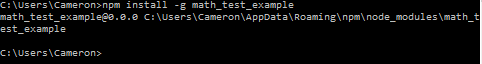 C:\Users\Cameron>npm install -g math_test_example
math_test_example@0.0.0 C:\Users\Cameron\AppData\Roaming\npm\node_modules\math_t
est_example
C:\Users\Cameron>